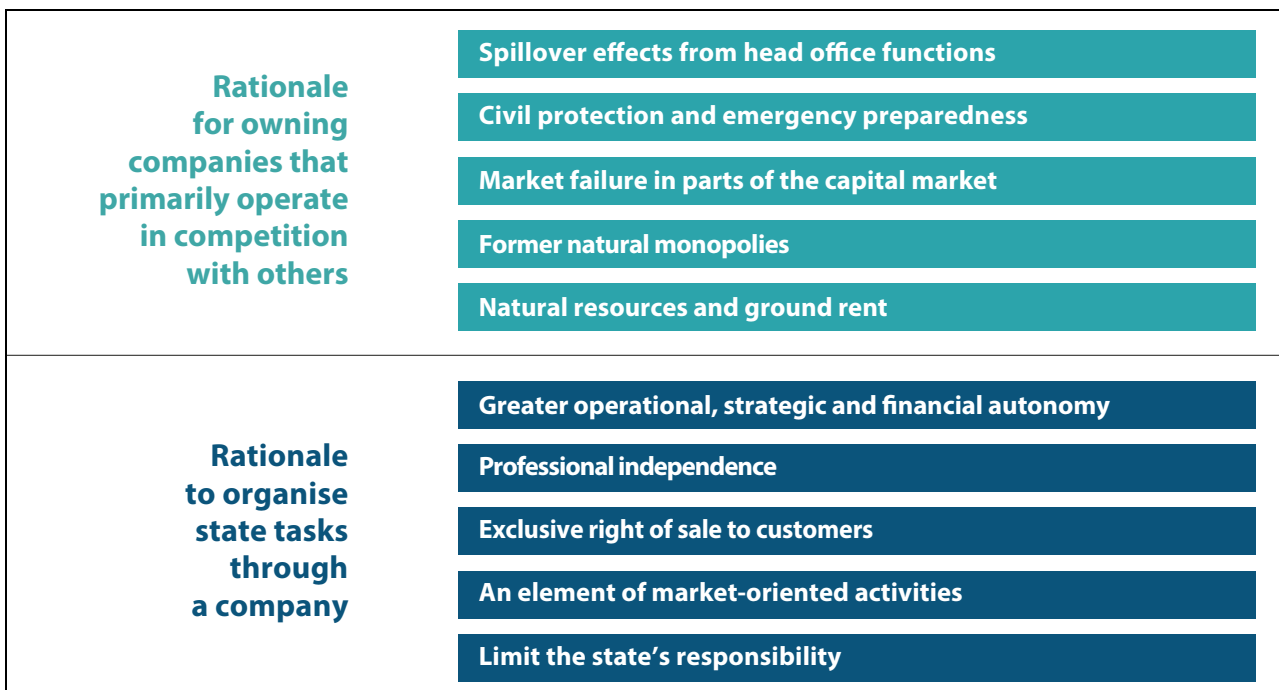 Rationale
for owning
companies that
primarily operate
in competition
with others
Spillover effects from head office functions
Civil protection and emergency preparedness
Market failure in parts of the capital market
Former natural monopolies
Natural resources and ground rent
Rationale
to organise
state tasks
through
a company
Greater operational, strategic and financial autonomy
Professional independence
Exclusive right of sale to customers
An element of market-oriented activities
Limit the state’s responsibility